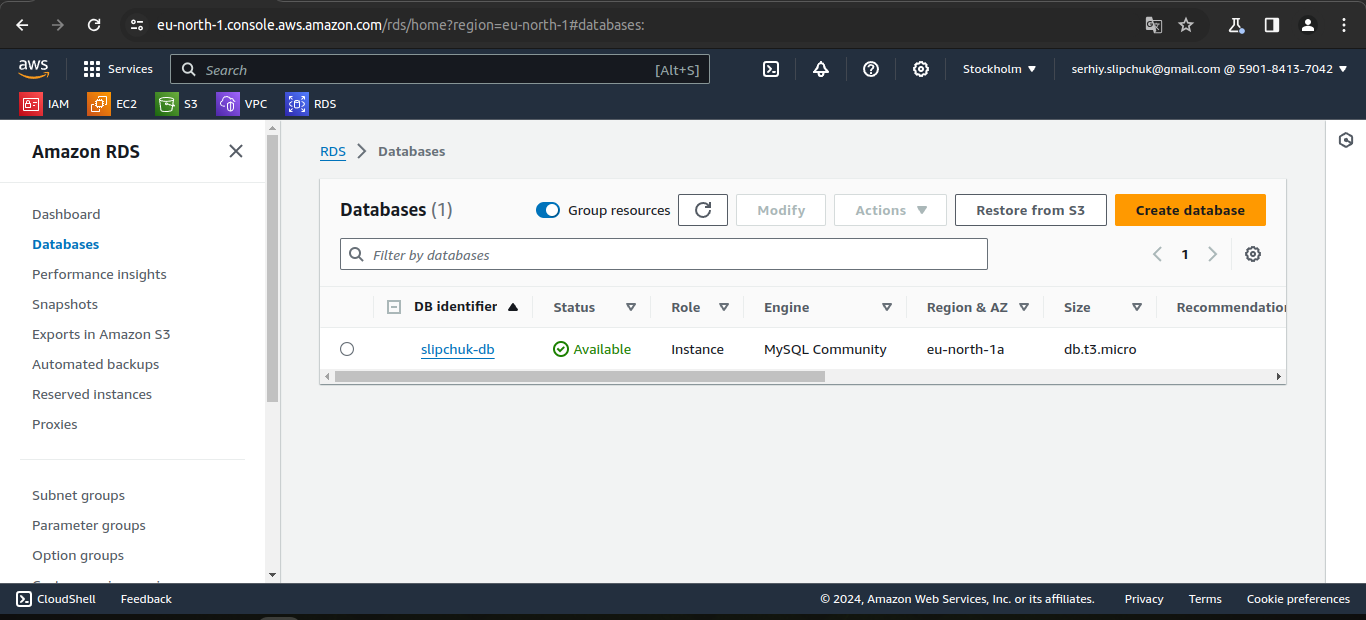 eu-north-1.console.aws.amazon.com/rds/home?region=eu-north-1#databases:
aws Services Search [Alt+S] Stockholm serhiy.slipchuk@gmail.com @ 5901-8413-7042
IAM EC2 S3 VPC RDS
Amazon RDS
Dashboard
Databases
Performance insights
Snapshots
Exports in Amazon S3
Automated backups
Reserved instances
Proxies
Subnet groups
Parameter groups
Option groups
RDS > Databases
Databases (1) Group resources Modify Actions Restore from S3 Create database
Filter by databases 1
DB identifier Status Role Engine Region & AZ Size Recommendation
slipchuk-db Available Instance MySQL Community eu-north-1a db.t3.micro
CloudShell Feedback © 2024, Amazon Web Services, Inc. or its affiliates. Privacy Terms Cookie preferences